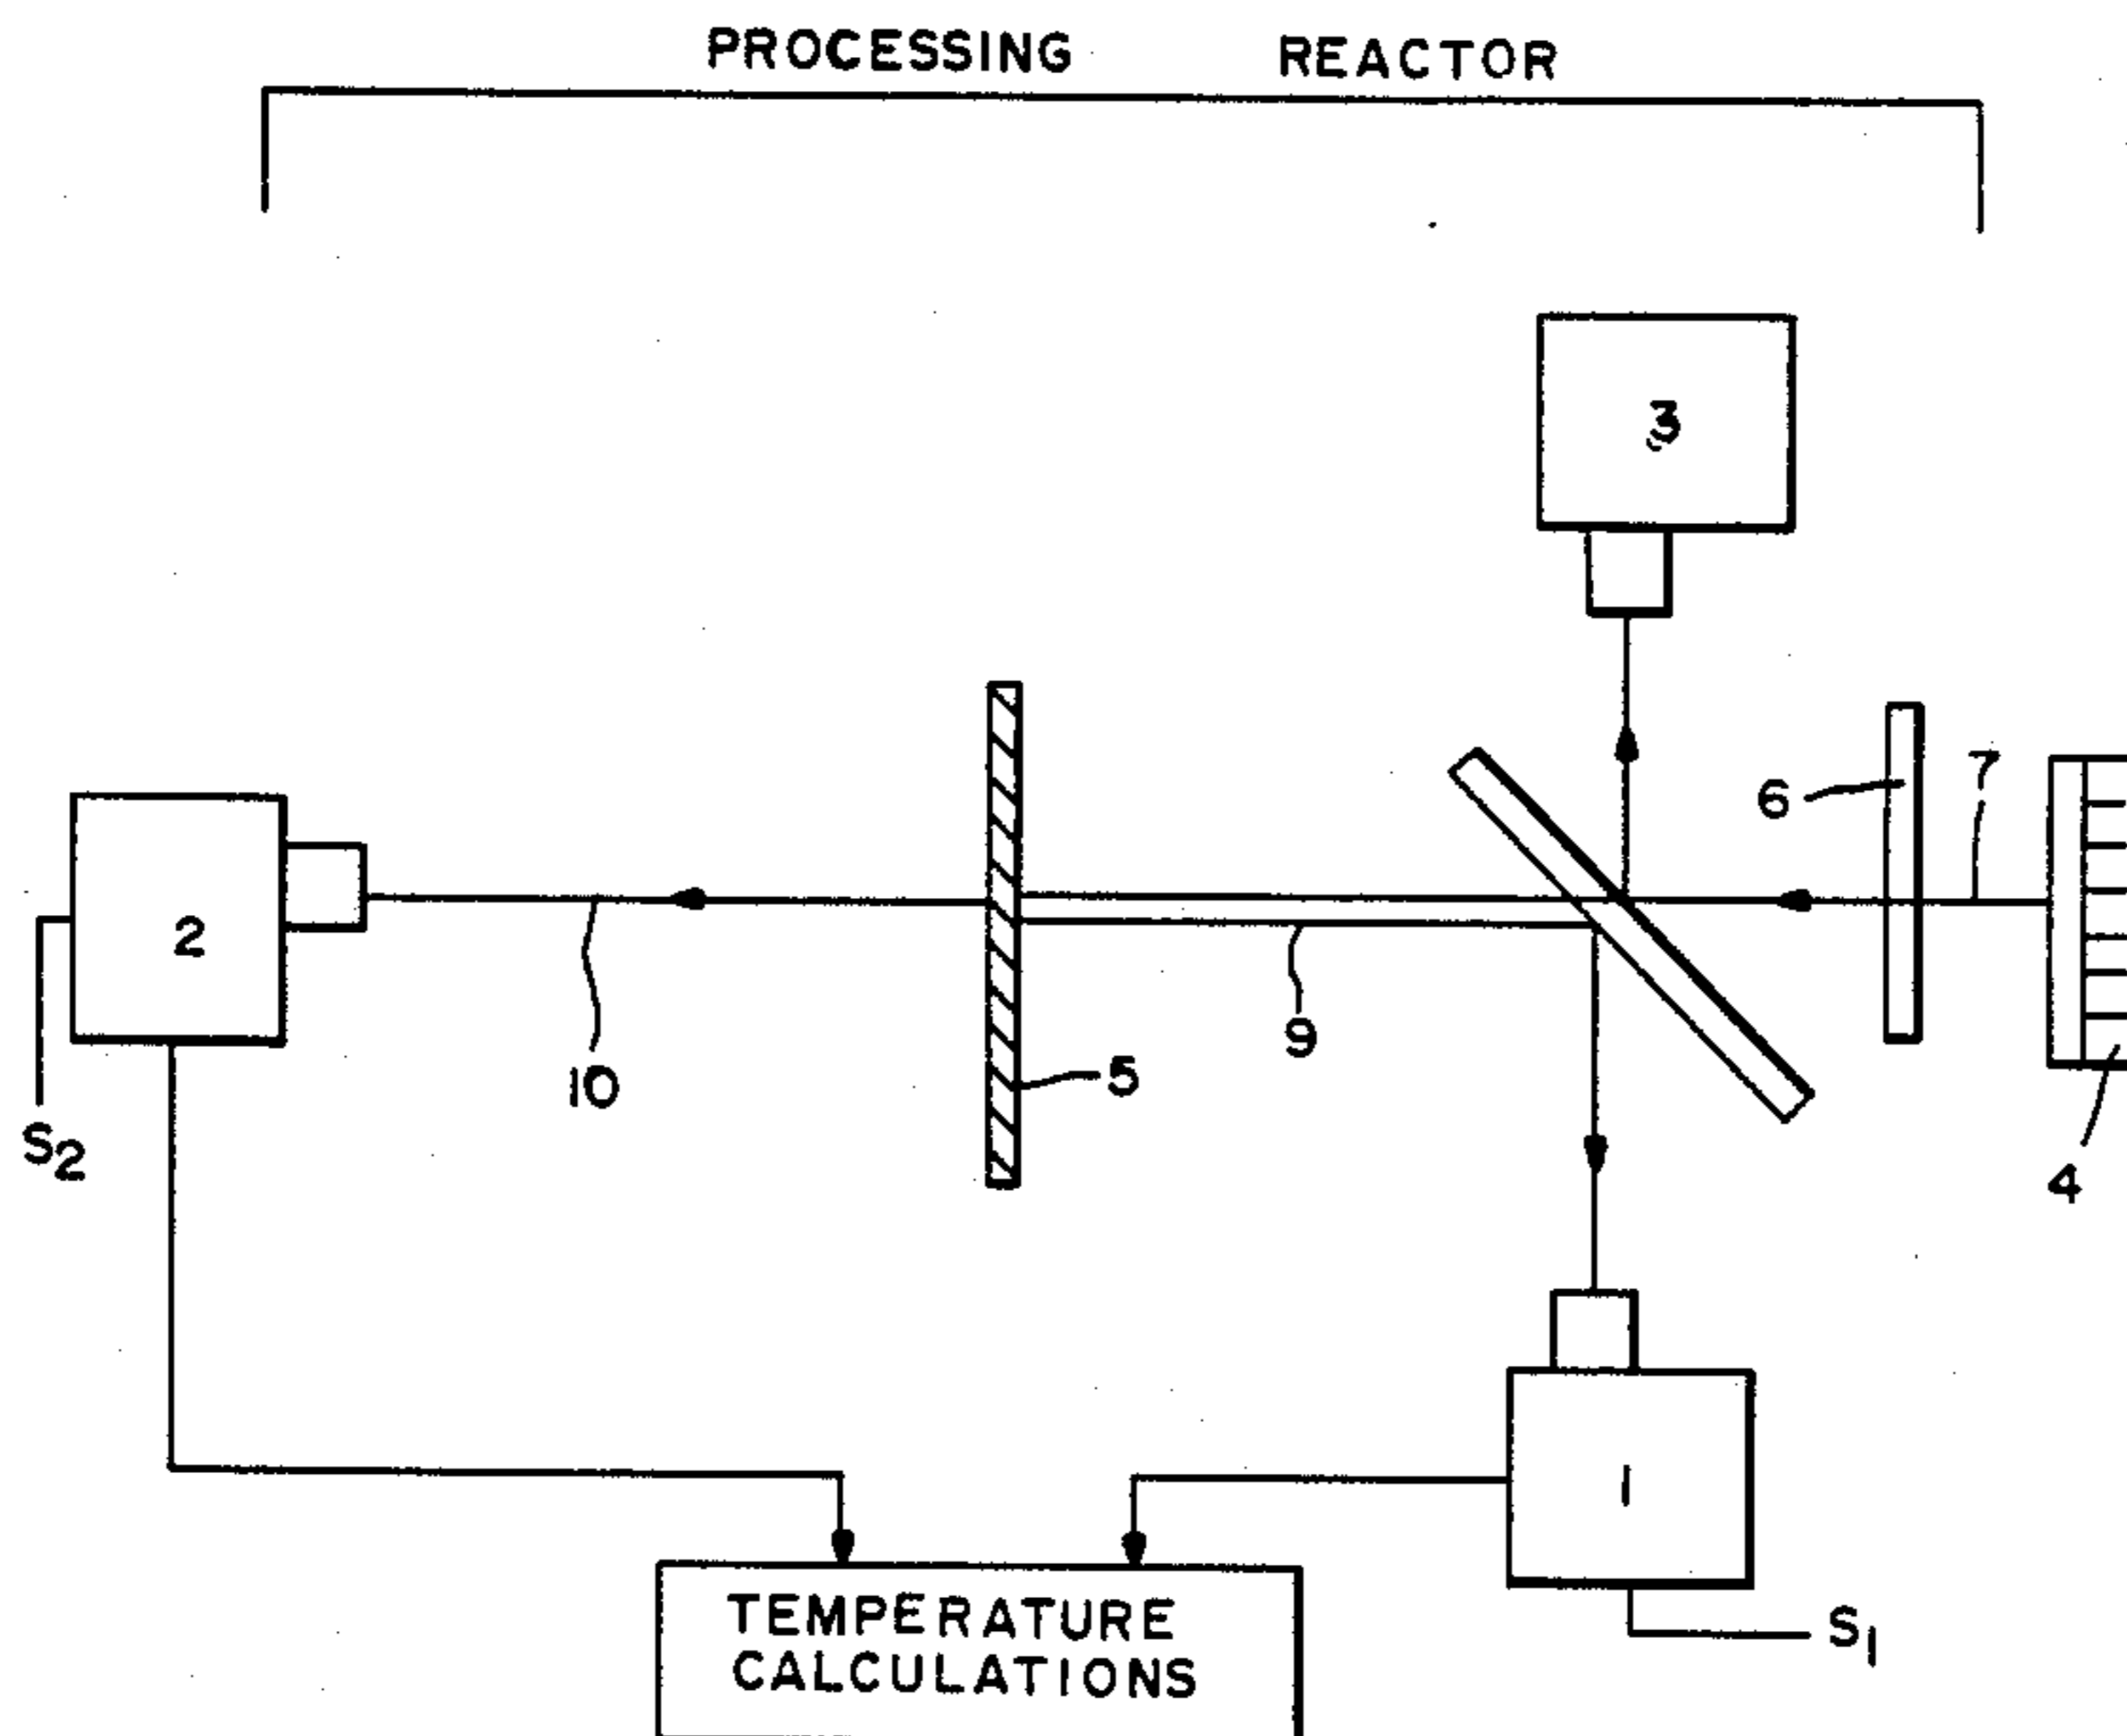 PROCESSING REACTOR
3
6
7
2
9
5
10
S2
4
1
TEMPERATURE
CALCULATIONS
S1